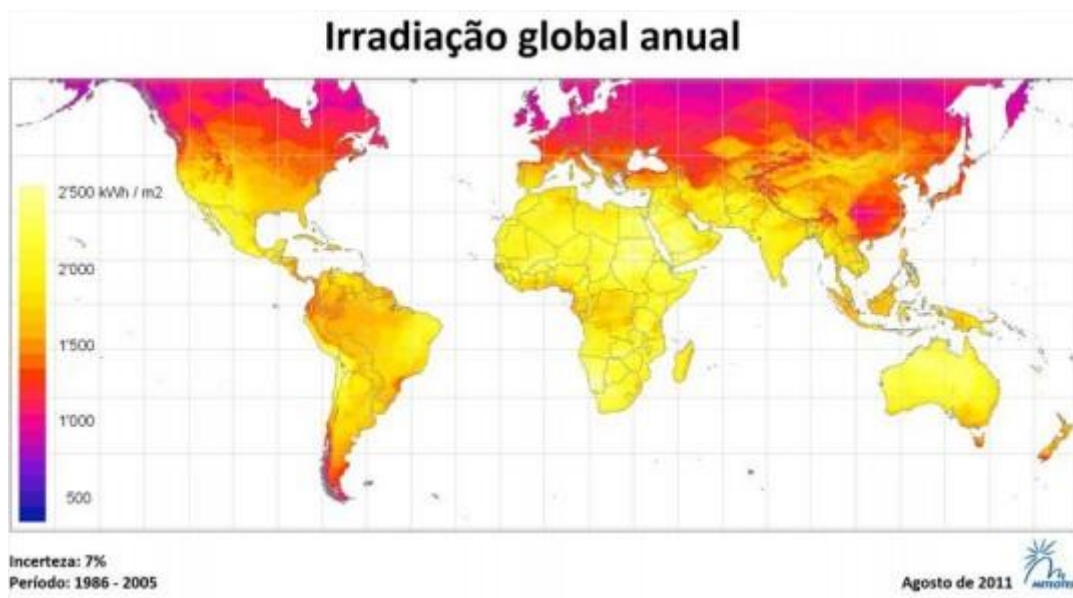 Irradiação global anual
2'500 kWh / m2
2'000
1'500
1'000
500
Incerteza: 7%
Período: 1986 - 2005
Agosto de 2011